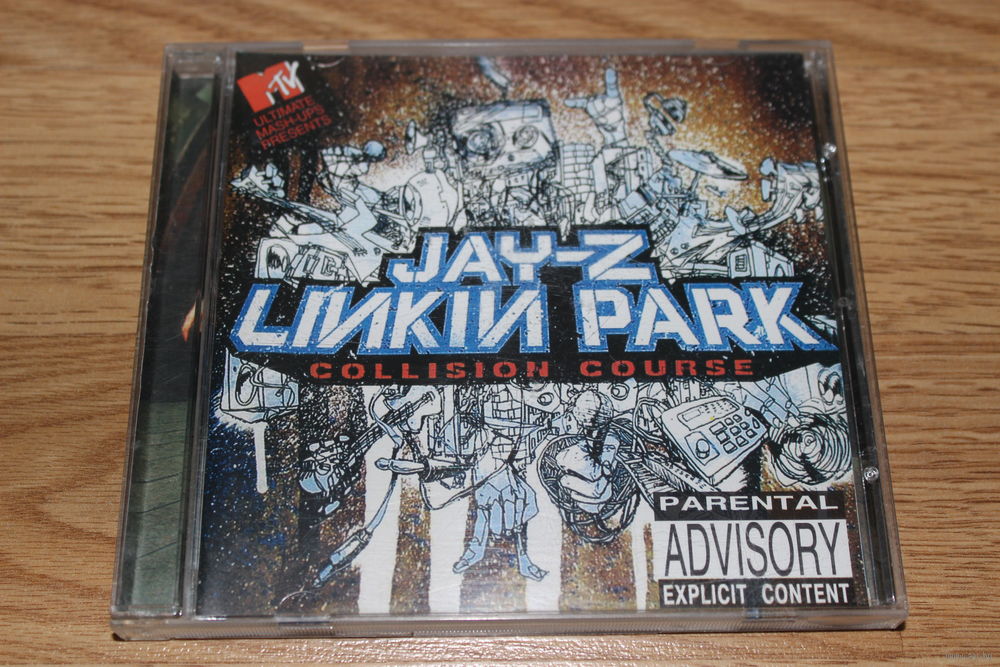 MTV
ULTIMATE
MASH-UPS
PRESENTS
JAY-Z
LINKIN PARK
COLLISION COURSE
PARENTAL
ADVISORY
EXPLICIT CONTENT